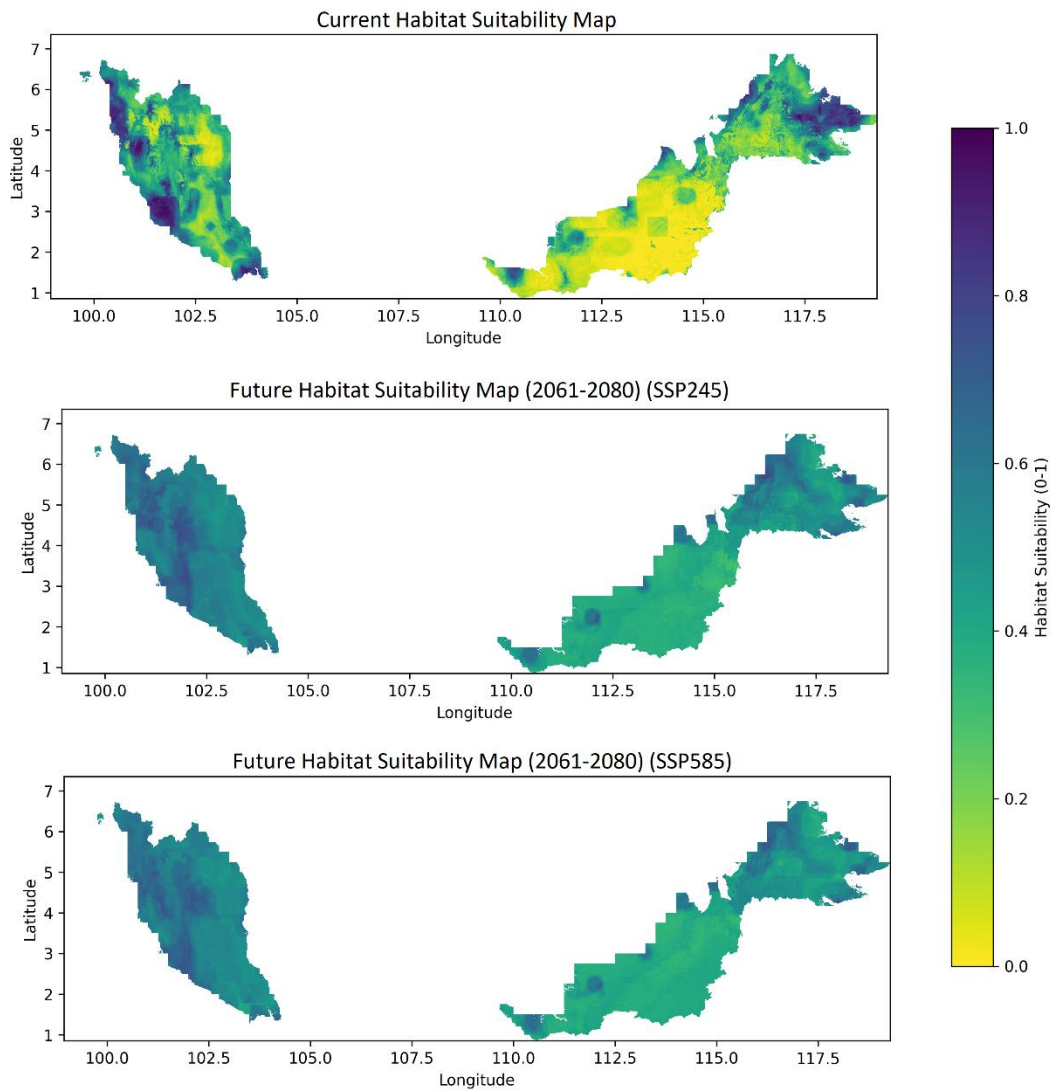 Current Habitat Suitability Map
7
6
5
4
3
2
1
Latitude
100.0 102.5 105.0 107.5 110.0 112.5 115.0 117.5
Longitude
Future Habitat Suitability Map (2061-2080) (SSP245)
7
6
5
4
3
2
1
Latitude
100.0 102.5 105.0 107.5 110.0 112.5 115.0 117.5
Longitude
Future Habitat Suitability Map (2061-2080) (SSP585)
7
6
5
4
3
2
1
Latitude
100.0 102.5 105.0 107.5 110.0 112.5 115.0 117.5
Longitude
1.0
0.8
0.6
0.4
0.2
0.0
Habitat Suitability (0-1)